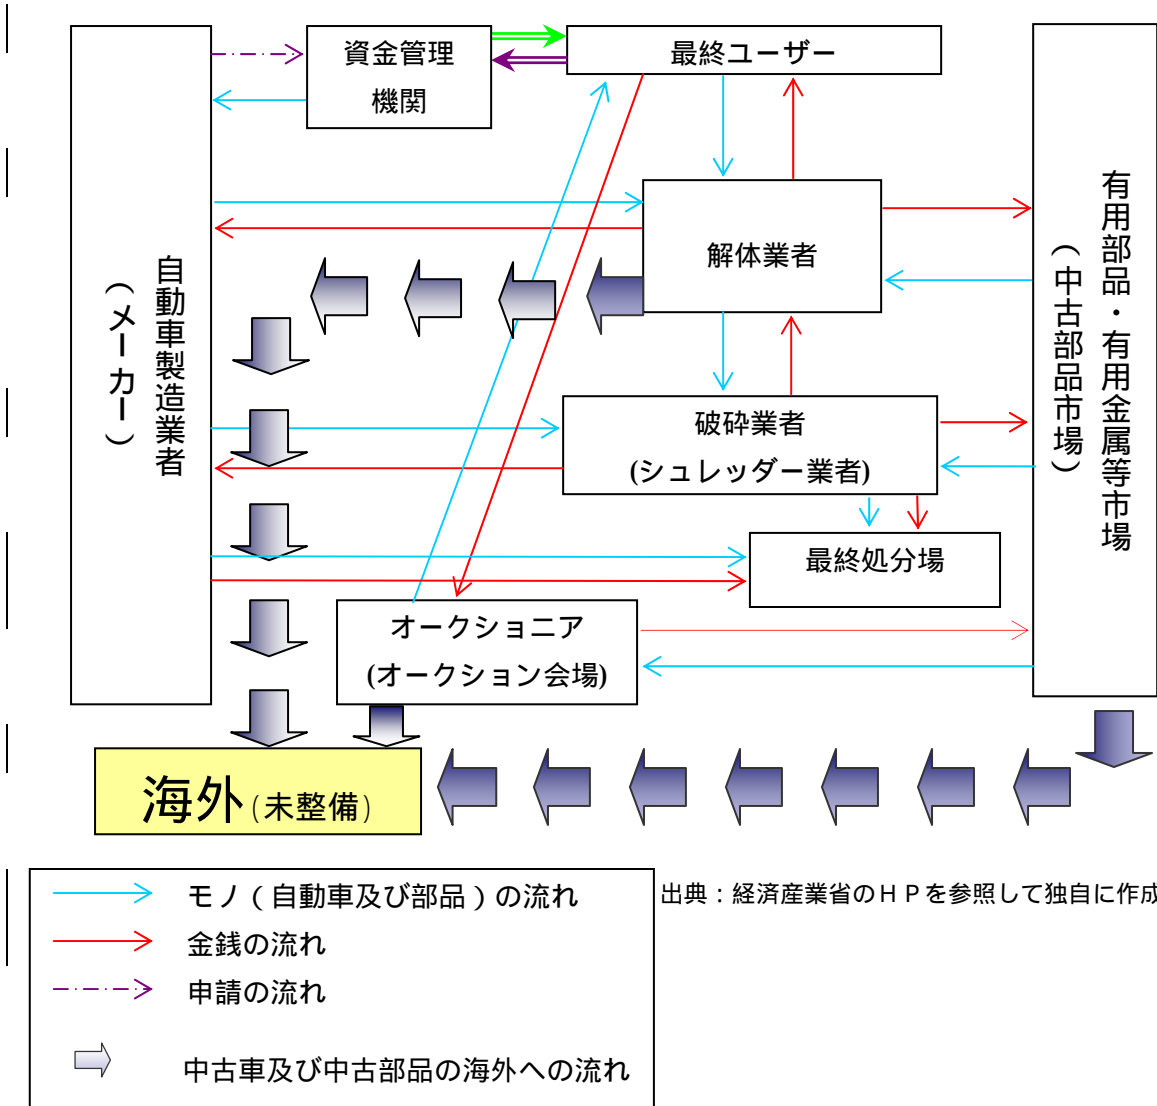 資金管理
機関
最終ユーザー
自動車製造業者
(メーカー)
解体業者
有用部品・有用金属等市場
(中古部品市場)
破砕業者
(シュレッダー業者)
最終処分場
オークショニア
(オークション会場)
海外(未整備)
モノ(自動車及び部品)の流れ
金銭の流れ
申請の流れ
中古車及び中古部品の海外への流れ
出典:経済産業省のHPを参照して独自に作成